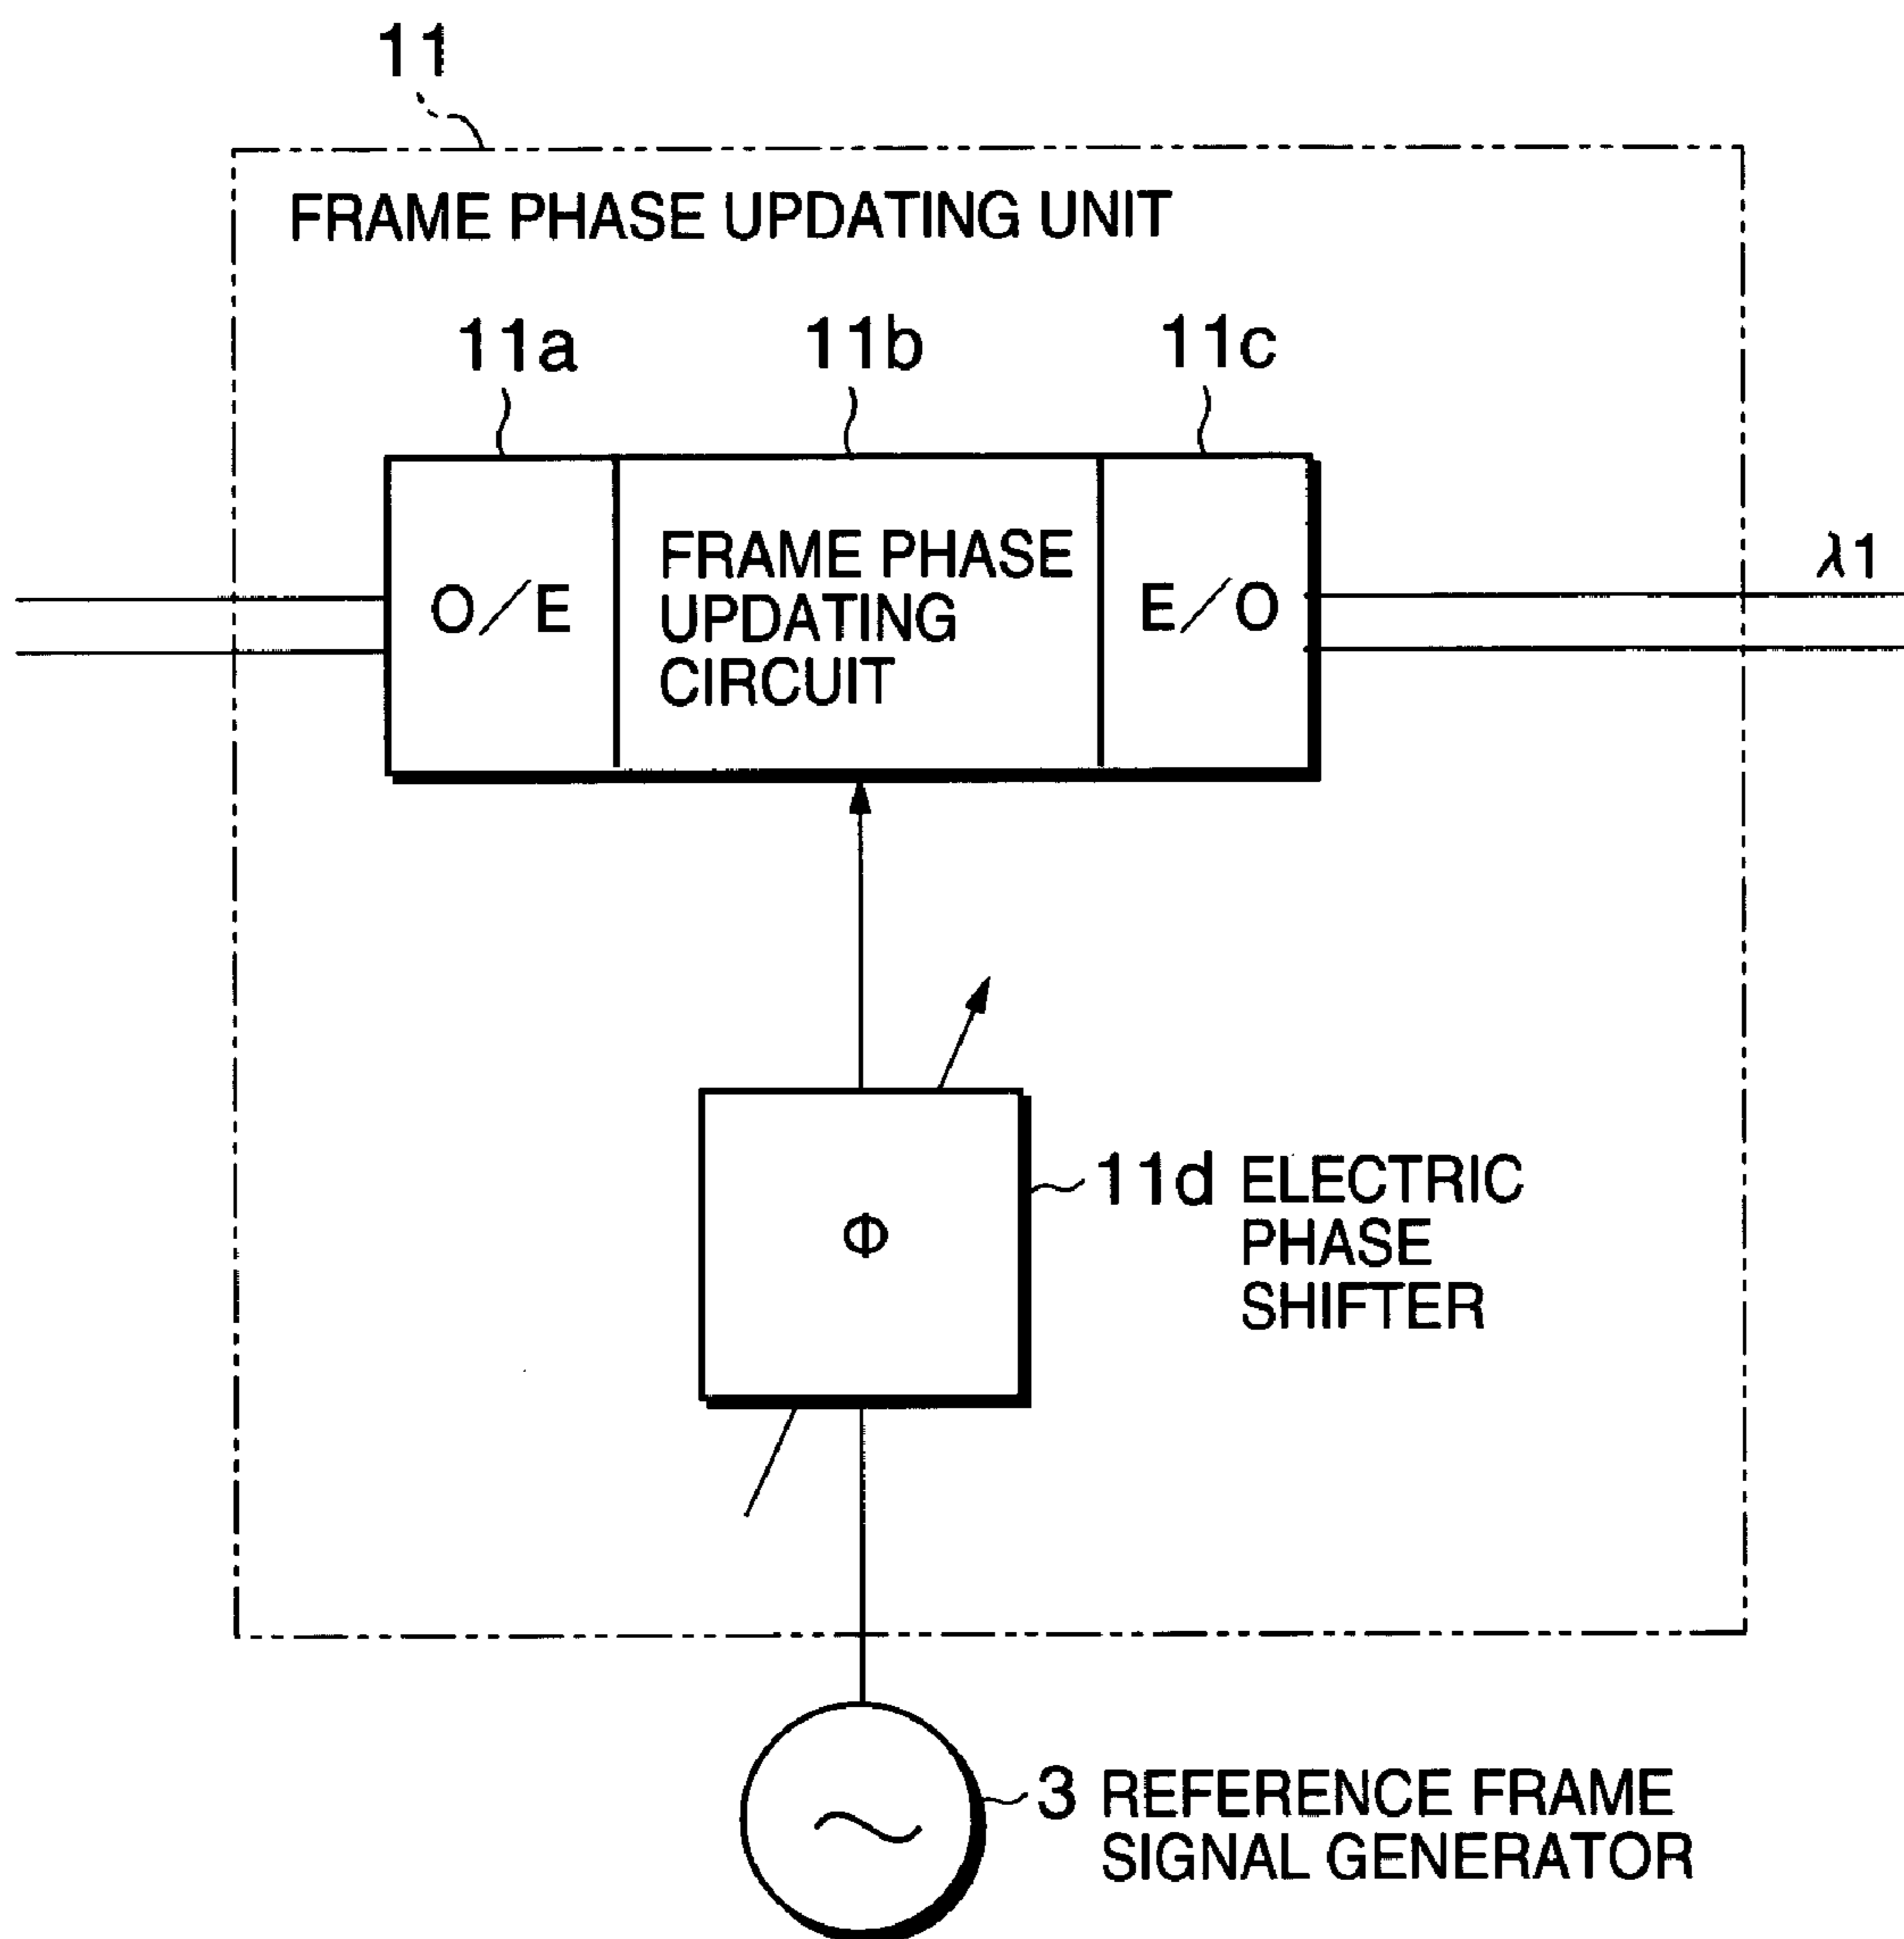 11
FRAME PHASE UPDATING UNIT
11a
11b
11c
O/E
FRAME PHASE
UPDATING
CIRCUIT
E/O
λ1
Φ
11d ELECTRIC
PHASE
SHIFTER
3 REFERENCE FRAME
SIGNAL GENERATOR